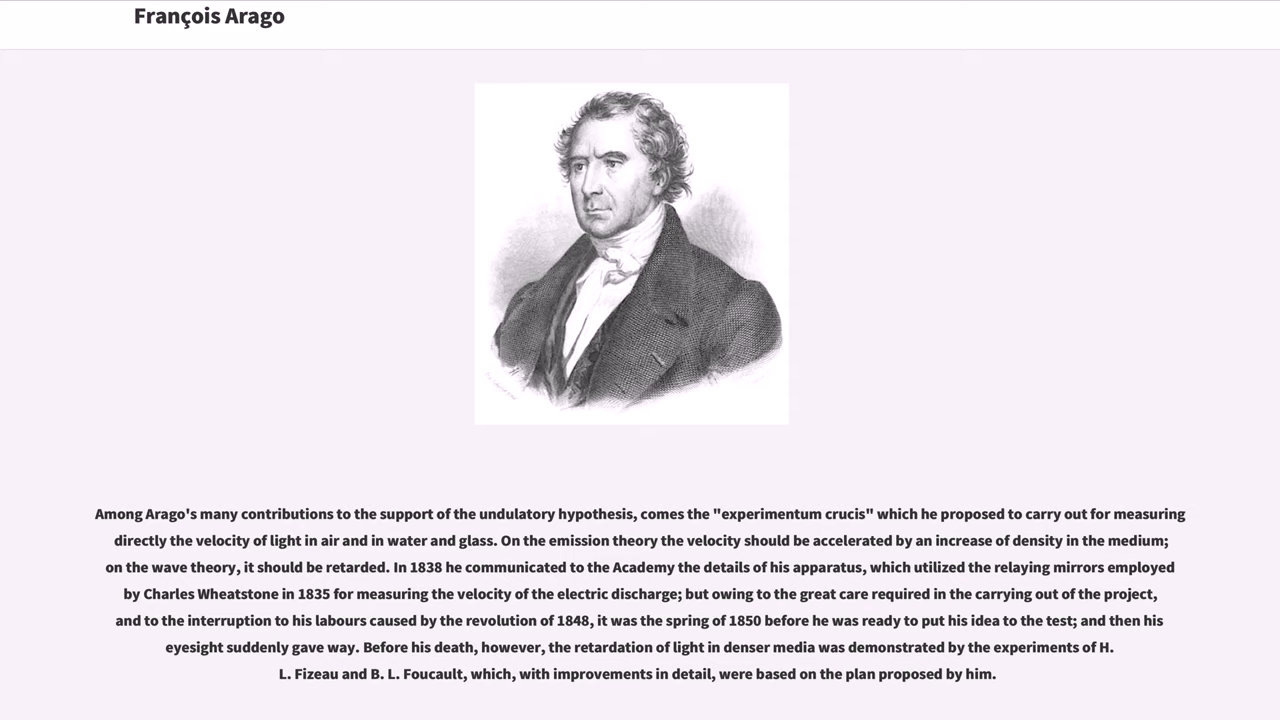 François Arago
Among Arago's many contributions to the support of the undulatory hypothesis, comes the "experimentum crucis" which he proposed to carry out for measuring
directly the velocity of light in air and in water and glass. On the emission theory the velocity should be accelerated by an increase of density in the medium;
on the wave theory, it should be retarded. In 1838 he communicated to the Academy the details of his apparatus, which utilized the relaying mirrors employed
by Charles Wheatstone in 1835 for measuring the velocity of the electric discharge; but owing to the great care required in the carrying out of the project,
and to the interruption to his labours caused by the revolution of 1848, it was the spring of 1850 before he was ready to put his idea to the test; and then his
eyesight suddenly gave way. Before his death, however, the retardation of light in denser media was demonstrated by the experiments of H.
L. Fizeau and B. L. Foucault, which, with improvements in detail, were based on the plan proposed by him.